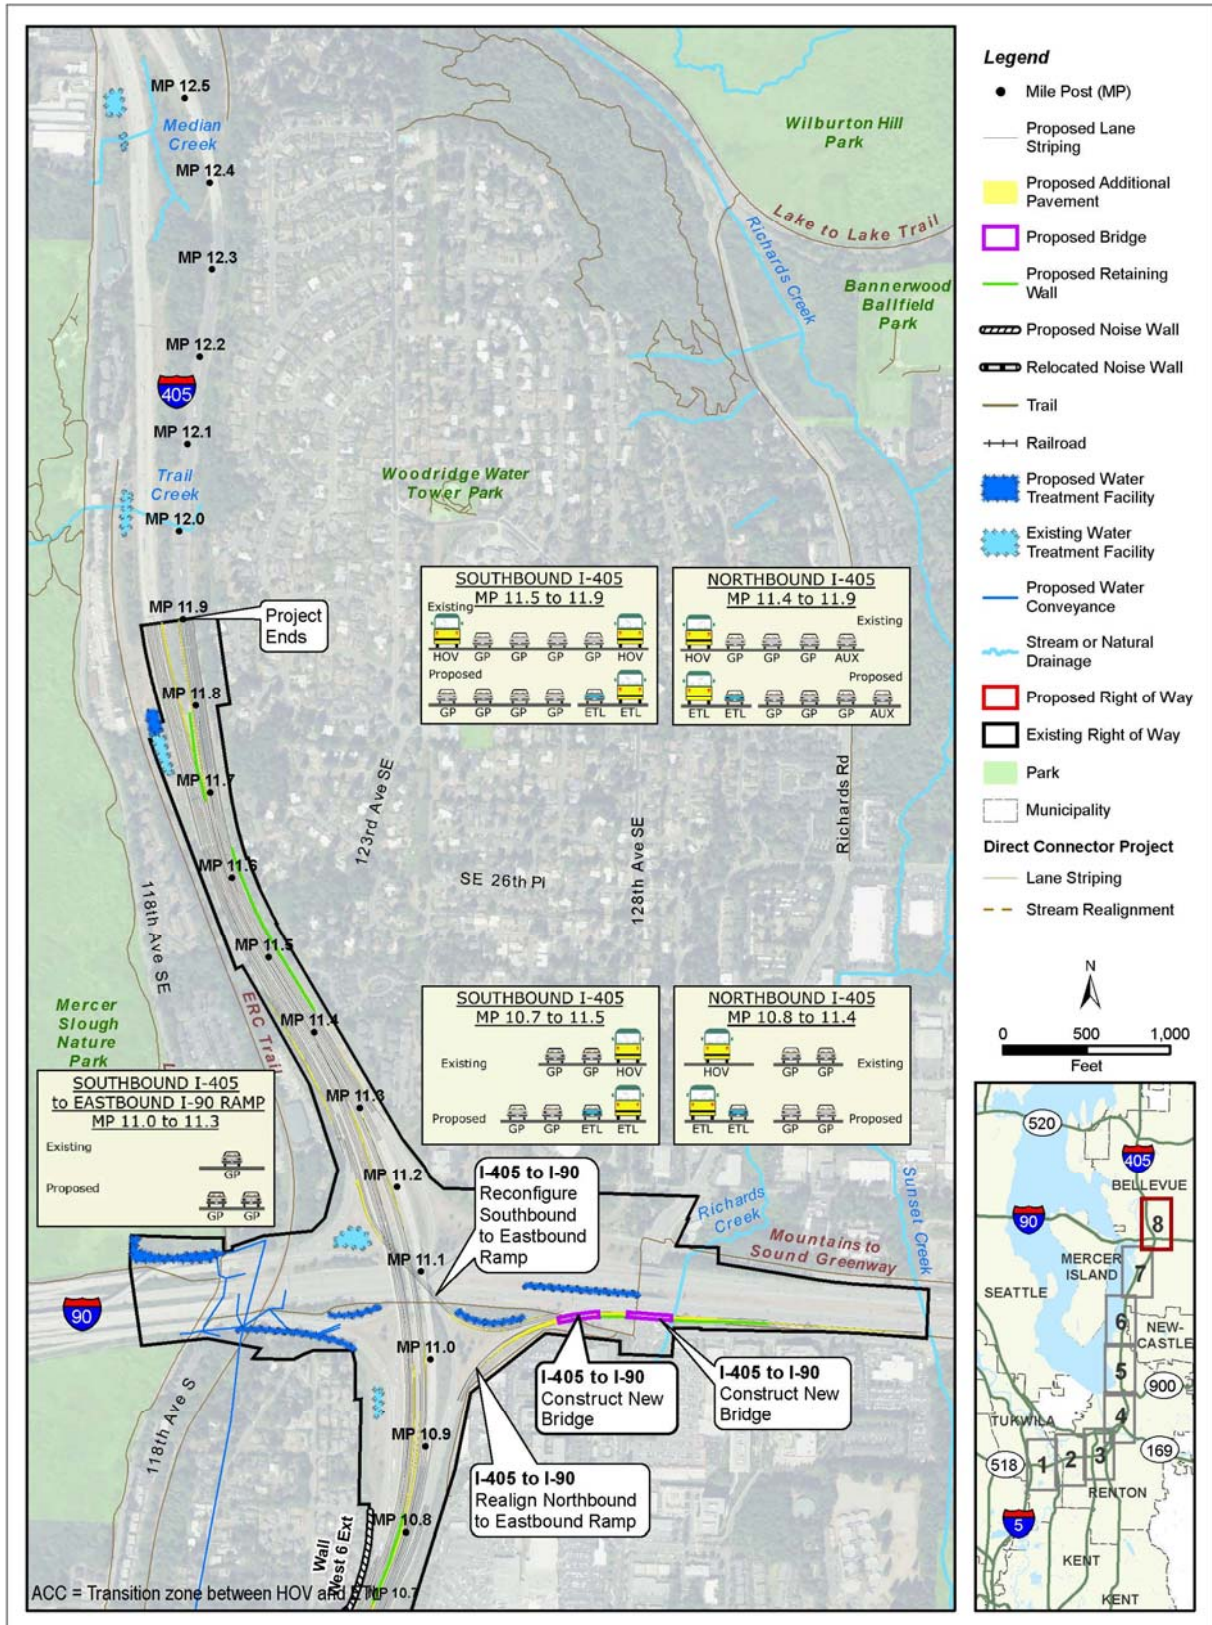 MP 12.5
Median
Creek
MP 12.4
MP 12.3
MP 12.2
405
MP 12.1
Trail
Creek
MP 12.0
MP 11.9
Project
Ends
MP 11.8
MP 11.7
MP 11.6
MP 11.5
MP 11.4
MP 11.3
MP 11.2
MP 11.1
MP 11.0
MP 10.9
MP 10.8
MP 10.7
Wilburton Hill
Park
Lake to Lake Trail
Richards Creek
Bannerwood
Ballfield
Park
Woodridge Water
Tower Park
SOUTHBOUND I-405
MP 11.5 to 11.9
Existing
HOV GP GP GP GP HOV
Proposed
GP GP GP GP ETL ETL
NORTHBOUND I-405
MP 11.4 to 11.9
Existing
HOV GP GP GP AUX
Proposed
ETL ETL GP GP GP AUX
123rd Ave SE
SE 26th Pl
128th Ave SE
Richards Rd
118th Ave SE
ERC Trail
Mercer
Slough
Nature
Park
SOUTHBOUND I-405
MP 10.7 to 11.5
Existing
GP GP HOV
Proposed
GP GP ETL ETL
NORTHBOUND I-405
MP 10.8 to 11.4
Existing
HOV GP GP
Proposed
ETL ETL GP GP
SOUTHBOUND I-405
to EASTBOUND I-90 RAMP
MP 11.0 to 11.3
Existing
GP
Proposed
GP GP
I-405 to I-90
Reconfigure
Southbound
to Eastbound
Ramp
Richards
Creek
Sunset Creek
Mountains to
Sound Greenway
90
I-405 to I-90
Construct New
Bridge
I-405 to I-90
Construct New
Bridge
I-405 to I-90
Realign Northbound
to Eastbound Ramp
118th Ave S
Wall
West 6 Ext
ACC = Transition zone between HOV and ETL
Legend
Mile Post (MP)
Proposed Lane
Striping
Proposed Additional
Pavement
Proposed Bridge
Proposed Retaining
Wall
Proposed Noise Wall
Relocated Noise Wall
Trail
Railroad
Proposed Water
Treatment Facility
Existing Water
Treatment Facility
Proposed Water
Conveyance
Stream or Natural
Drainage
Proposed Right of Way
Existing Right of Way
Park
Municipality
Direct Connector Project
Lane Striping
Stream Realignment
N
0 500 1,000
Feet
520
405
BELLEVUE
90
8
MERCER
ISLAND
7
SEATTLE
6
NEW-
CASTLE
5
900
4
TUKWILA
518
1
2
3
169
RENTON
5
KENT
KENT